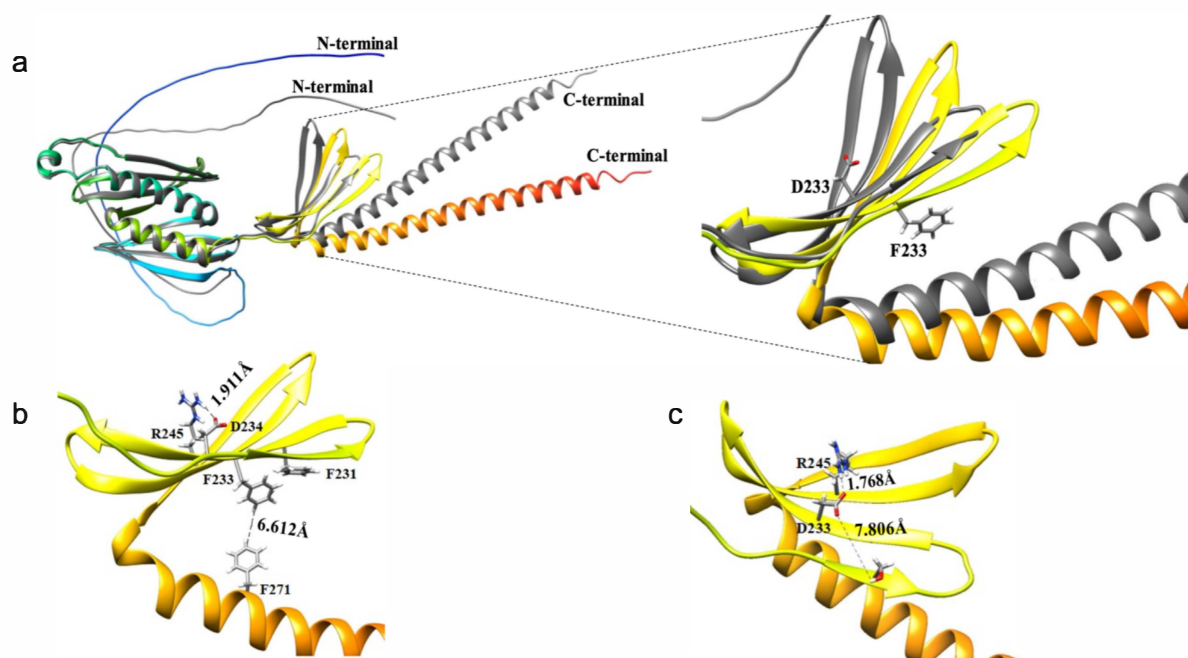 a
N-terminal
N-terminal
C-terminal
C-terminal
D233
F233
b
1.911Å
R245
D234
F233
F231
6.612Å
F271
c
R245
1.768Å
D233
7.806Å